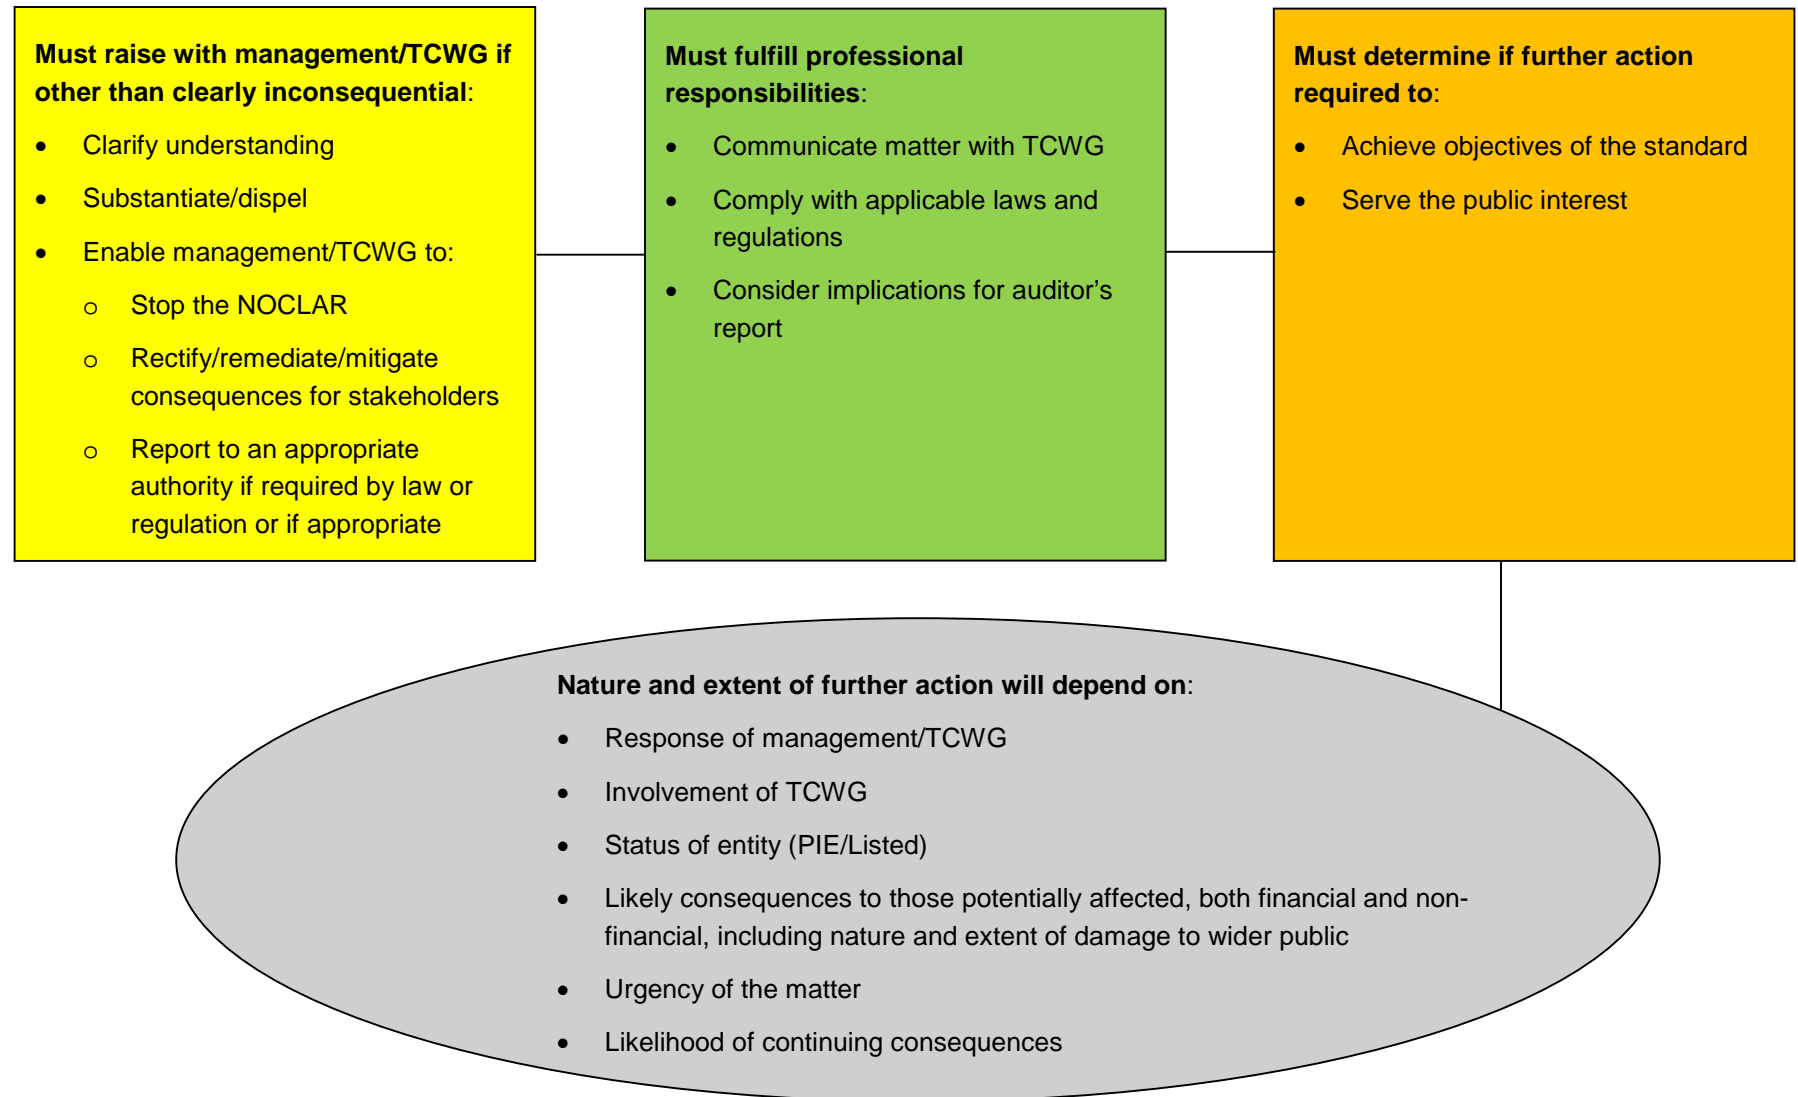 Must raise with management/TCWG if
other than clearly inconsequential:
• Clarify understanding
• Substantiate/dispel
• Enable management/TCWG to:
o Stop the NOCLAR
o Rectify/remediate/mitigate
consequences for stakeholders
o Report to an appropriate
authority if required by law or
regulation or if appropriate
Must fulfill professional
responsibilities:
• Communicate matter with TCWG
• Comply with applicable laws and
regulations
• Consider implications for auditor’s
report
Must determine if further action
required to:
• Achieve objectives of the standard
• Serve the public interest
Nature and extent of further action will depend on:
• Response of management/TCWG
• Involvement of TCWG
• Status of entity (PIE/Listed)
• Likely consequences to those potentially affected, both financial and non-
financial, including nature and extent of damage to wider public
• Urgency of the matter
• Likelihood of continuing consequences